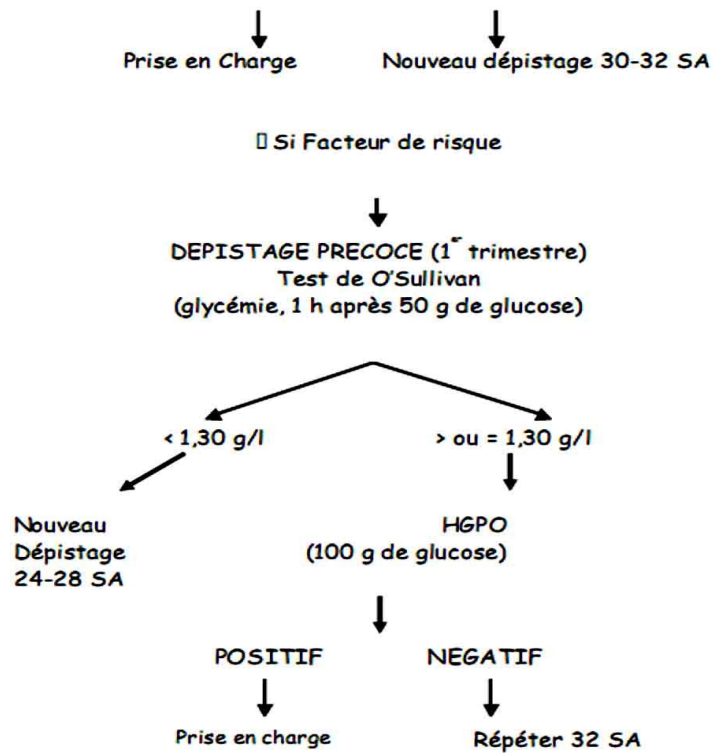 Prise en Charge Nouveau dépistage 30-32 SA
▯ Si Facteur de risque
DEPISTAGE PRECOCE (1er trimestre)
Test de O'Sullivan
(glycémie, 1 h après 50 g de glucose)
< 1,30 g/l > ou = 1,30 g/l
Nouveau
Dépistage
24-28 SA
HGPO
(100 g de glucose)
POSITIF NEGATIF
Prise en charge Répéter 32 SA